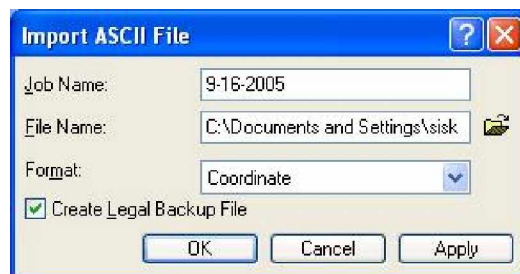 Import ASCII File
Job Name: 9-16-2005
File Name: C:\Documents and Settings\sisk
Format: Coordinate
Create Legal Backup File
OK Cancel Apply